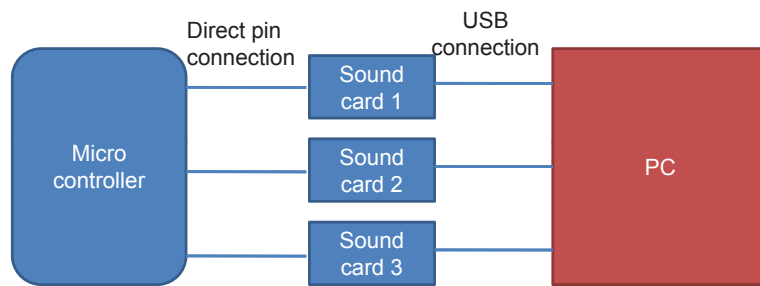 Direct pin
connection
USB
connection
Micro
controller
Sound
card 1
Sound
card 2
Sound
card 3
PC